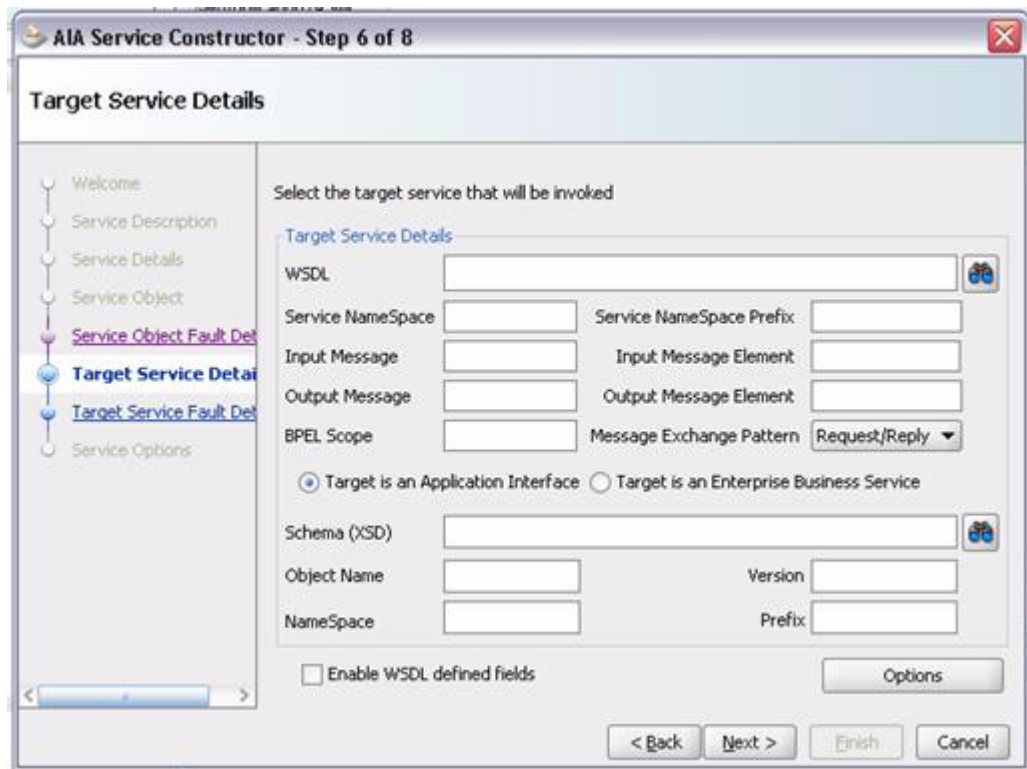 AIA Service Constructor - Step 6 of 8
Target Service Details
Welcome
Service Description
Service Details
Service Object
Service Object Fault Det
Target Service Detai
Target Service Fault Det
Service Options
Select the target service that will be invoked
Target Service Details
WSDL
Service NameSpace
Service NameSpace Prefix
Input Message
Input Message Element
Output Message
Output Message Element
BPEL Scope
Message Exchange Pattern
Request/Reply
Target is an Application Interface
Target is an Enterprise Business Service
Schema (XSD)
Object Name
Version
NameSpace
Prefix
Enable WSDL defined fields
Options
< Back
Next >
Finish
Cancel